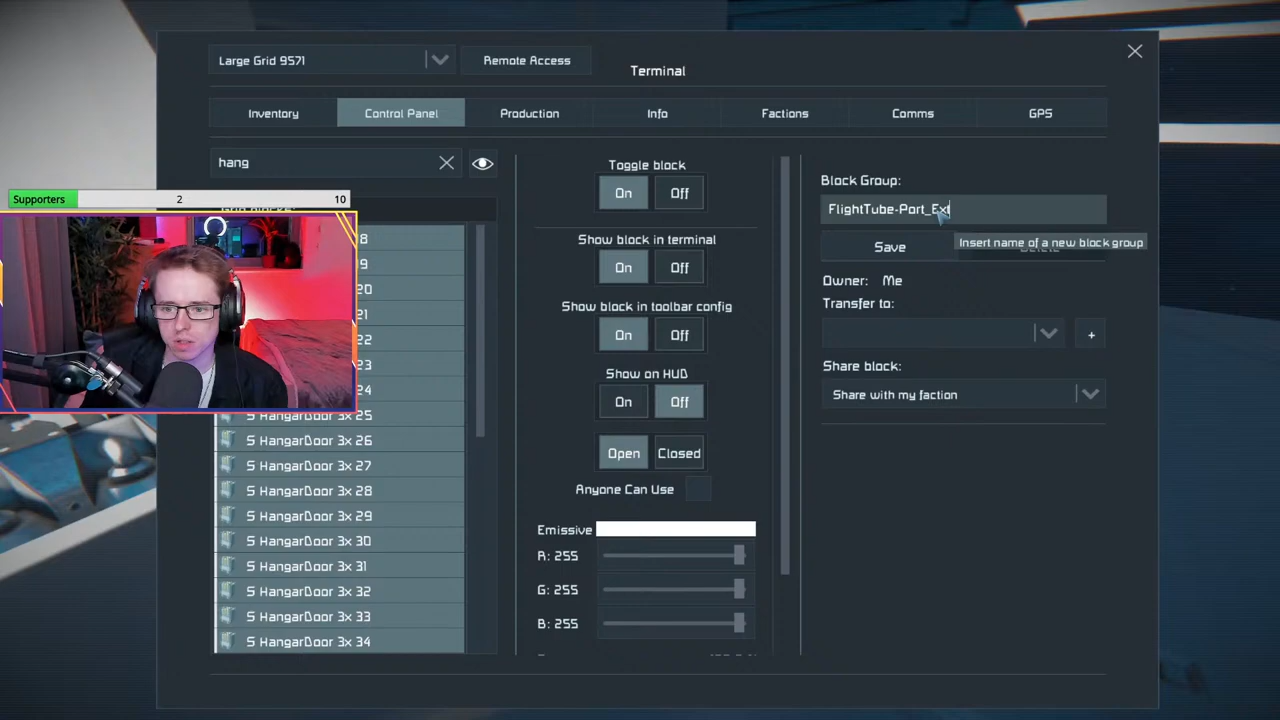 Large Grid 9571
Remote Access
Terminal
Inventory
Control Panel
Production
Info
Factions
Comms
GPS
hang
Supporters
2
10
8
9
20
21
22
23
24
S HangarDoor 3x 25
S HangarDoor 3x 26
S HangarDoor 3x 27
S HangarDoor 3x 28
S HangarDoor 3x 29
S HangarDoor 3x 30
S HangarDoor 3x 31
S HangarDoor 3x 32
S HangarDoor 3x 33
S HangarDoor 3x 34
Toggle block
On Off
Show block in terminal
On Off
Show block in toolbar config
On Off
Show on HUD
On Off
Open Closed
Anyone Can Use
Emissive
R: 255
G: 255
B: 255
Block Group:
FlightTube-Port_Ext
Save
Insert name of a new block group
Owner: Me
Transfer to:
+
Share block:
Share with my faction